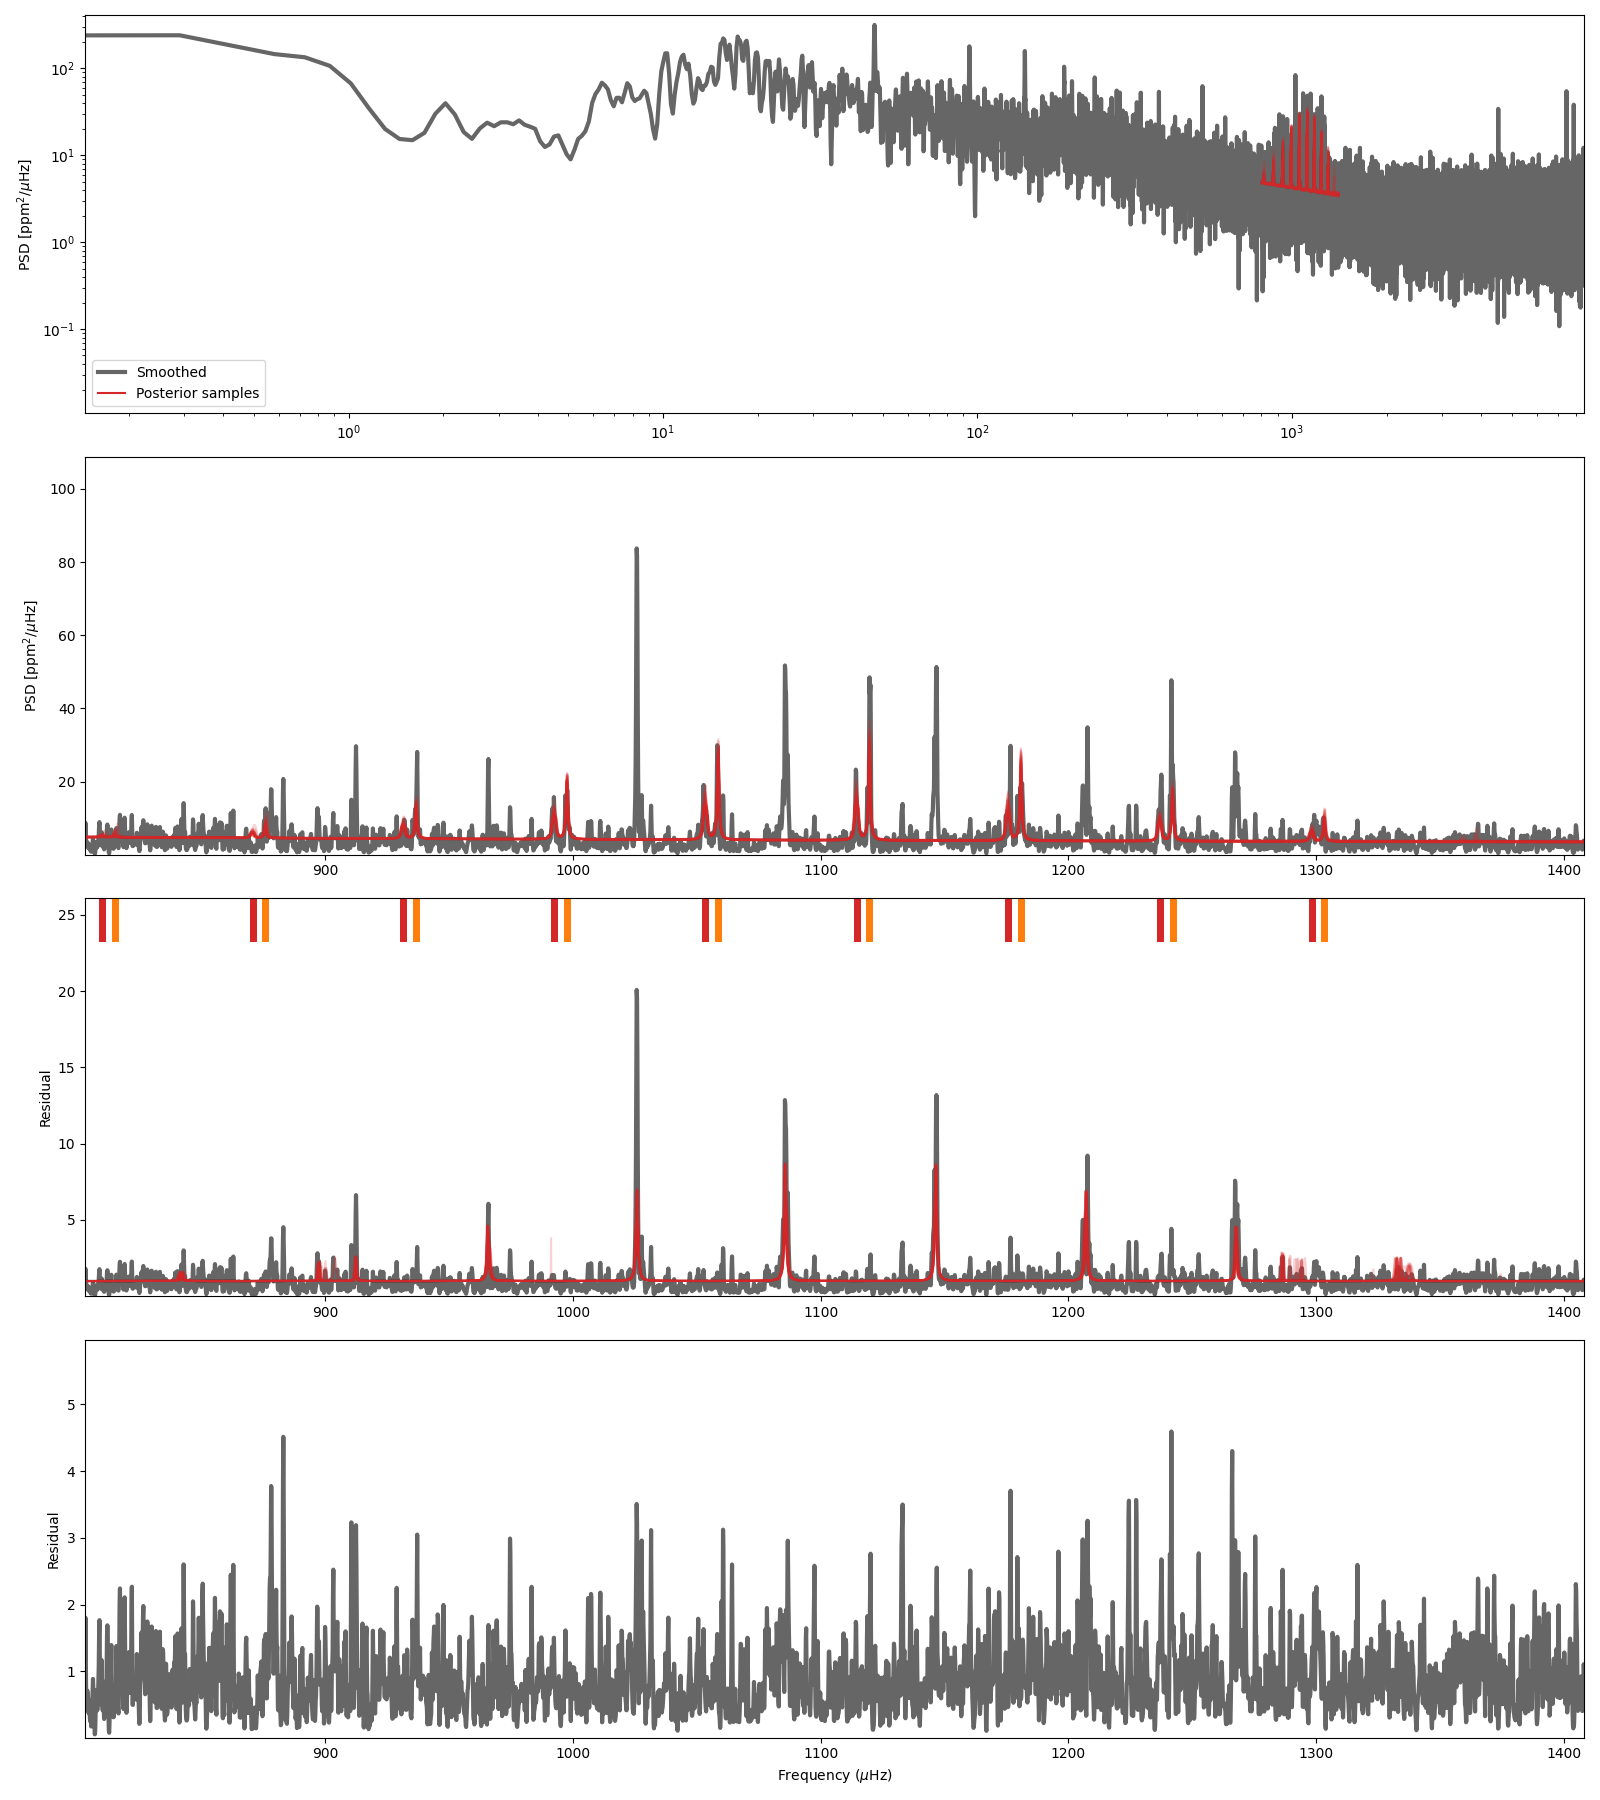 PSD [ppm²/μHz]
10²
10¹
10⁰
10⁻¹
Smoothed
Posterior samples
10⁰ 10¹ 10² 10³
PSD [ppm²/μHz]
100
80
60
40
20
900 1000 1100 1200 1300 1400
Residual
25
20
15
10
5
900 1000 1100 1200 1300 1400
Residual
5
4
3
2
1
900 1000 1100 1200 1300 1400
Frequency (μHz)